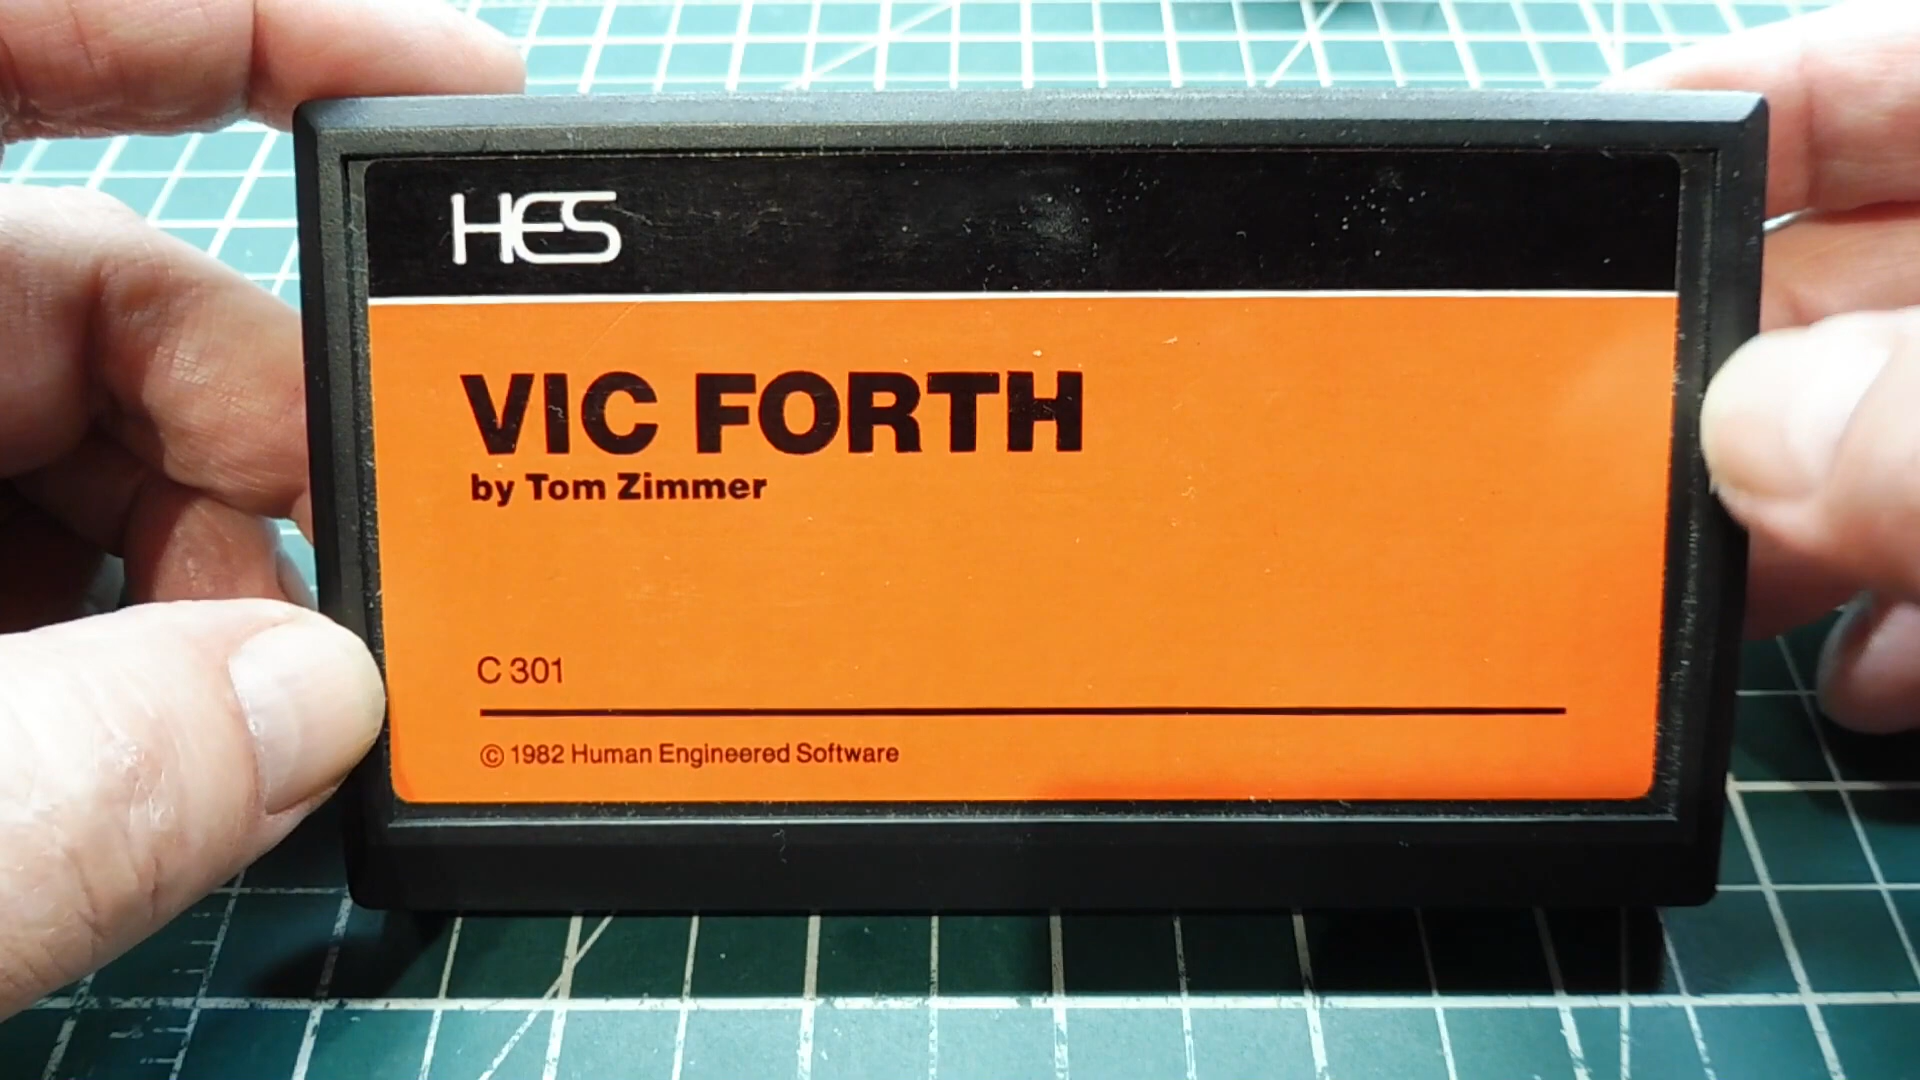 HES
VIC FORTH
by Tom Zimmer
C 301
© 1982 Human Engineered Software